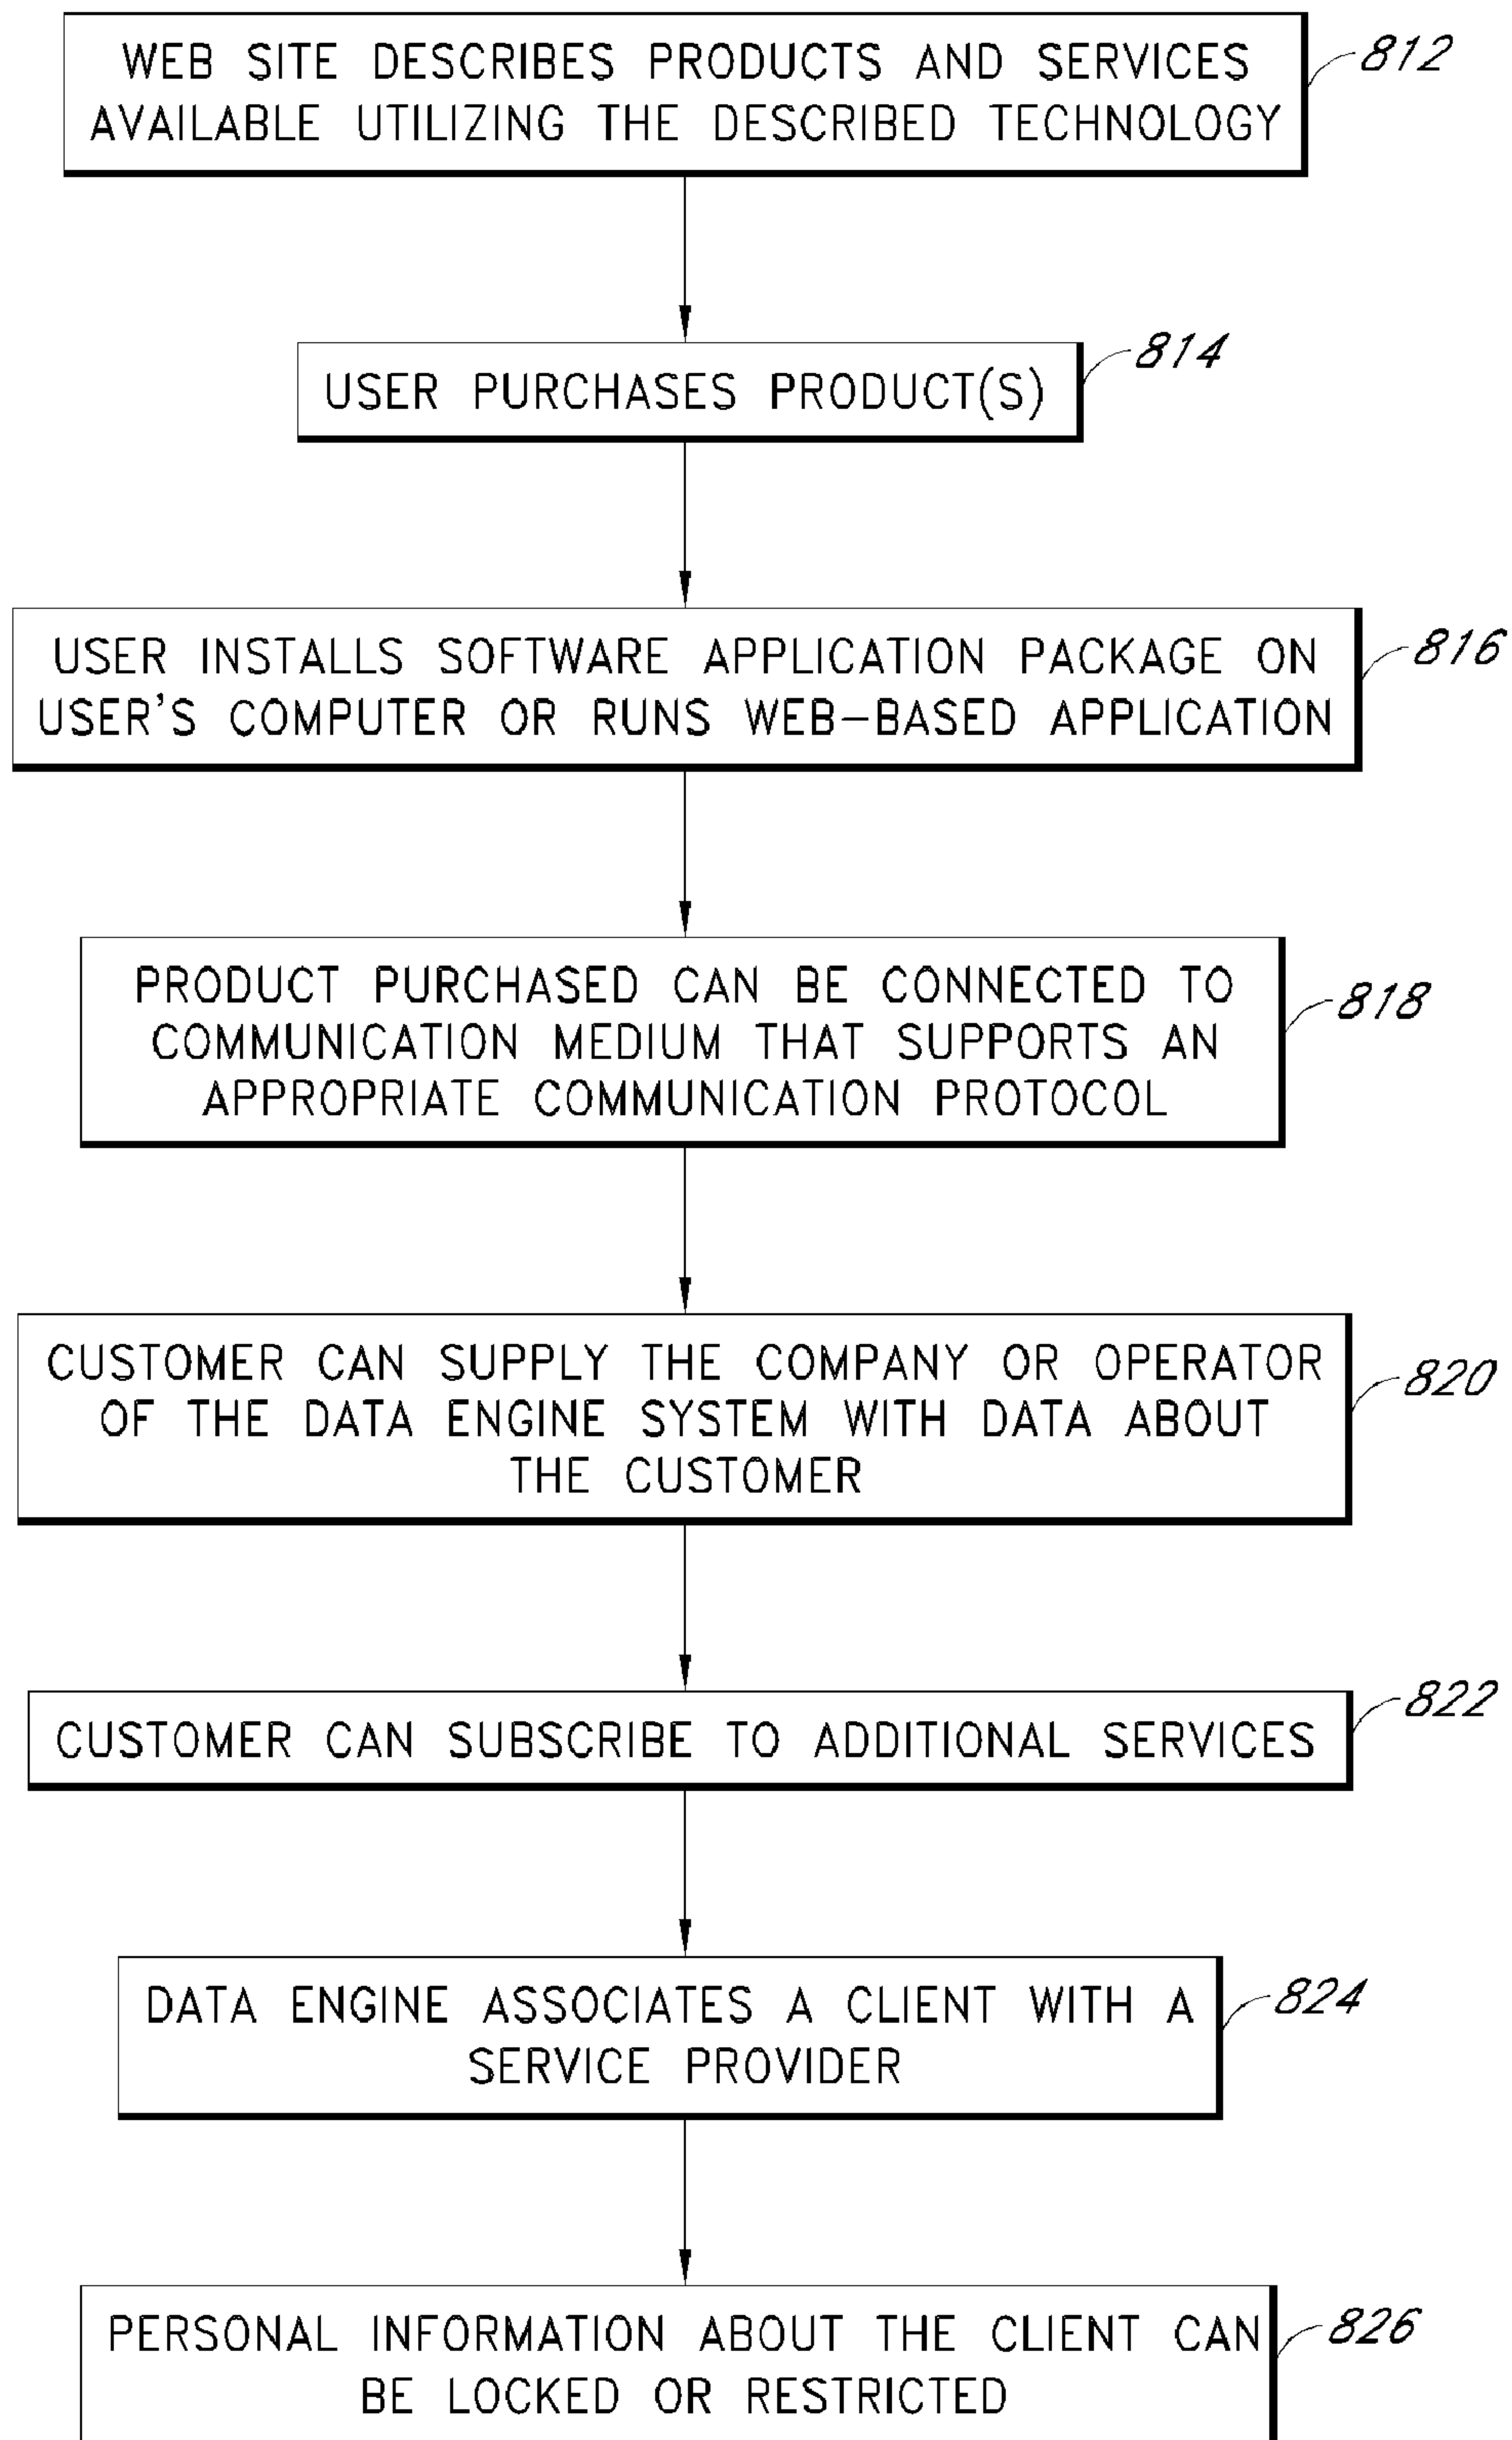 WEB SITE DESCRIBES PRODUCTS AND SERVICES
AVAILABLE UTILIZING THE DESCRIBED TECHNOLOGY
812
USER PURCHASES PRODUCT(S)
814
USER INSTALLS SOFTWARE APPLICATION PACKAGE ON
USER'S COMPUTER OR RUNS WEB-BASED APPLICATION
816
PRODUCT PURCHASED CAN BE CONNECTED TO
COMMUNICATION MEDIUM THAT SUPPORTS AN
APPROPRIATE COMMUNICATION PROTOCOL
818
CUSTOMER CAN SUPPLY THE COMPANY OR OPERATOR
OF THE DATA ENGINE SYSTEM WITH DATA ABOUT
THE CUSTOMER
820
CUSTOMER CAN SUBSCRIBE TO ADDITIONAL SERVICES
822
DATA ENGINE ASSOCIATES A CLIENT WITH A
SERVICE PROVIDER
824
PERSONAL INFORMATION ABOUT THE CLIENT CAN
BE LOCKED OR RESTRICTED
826